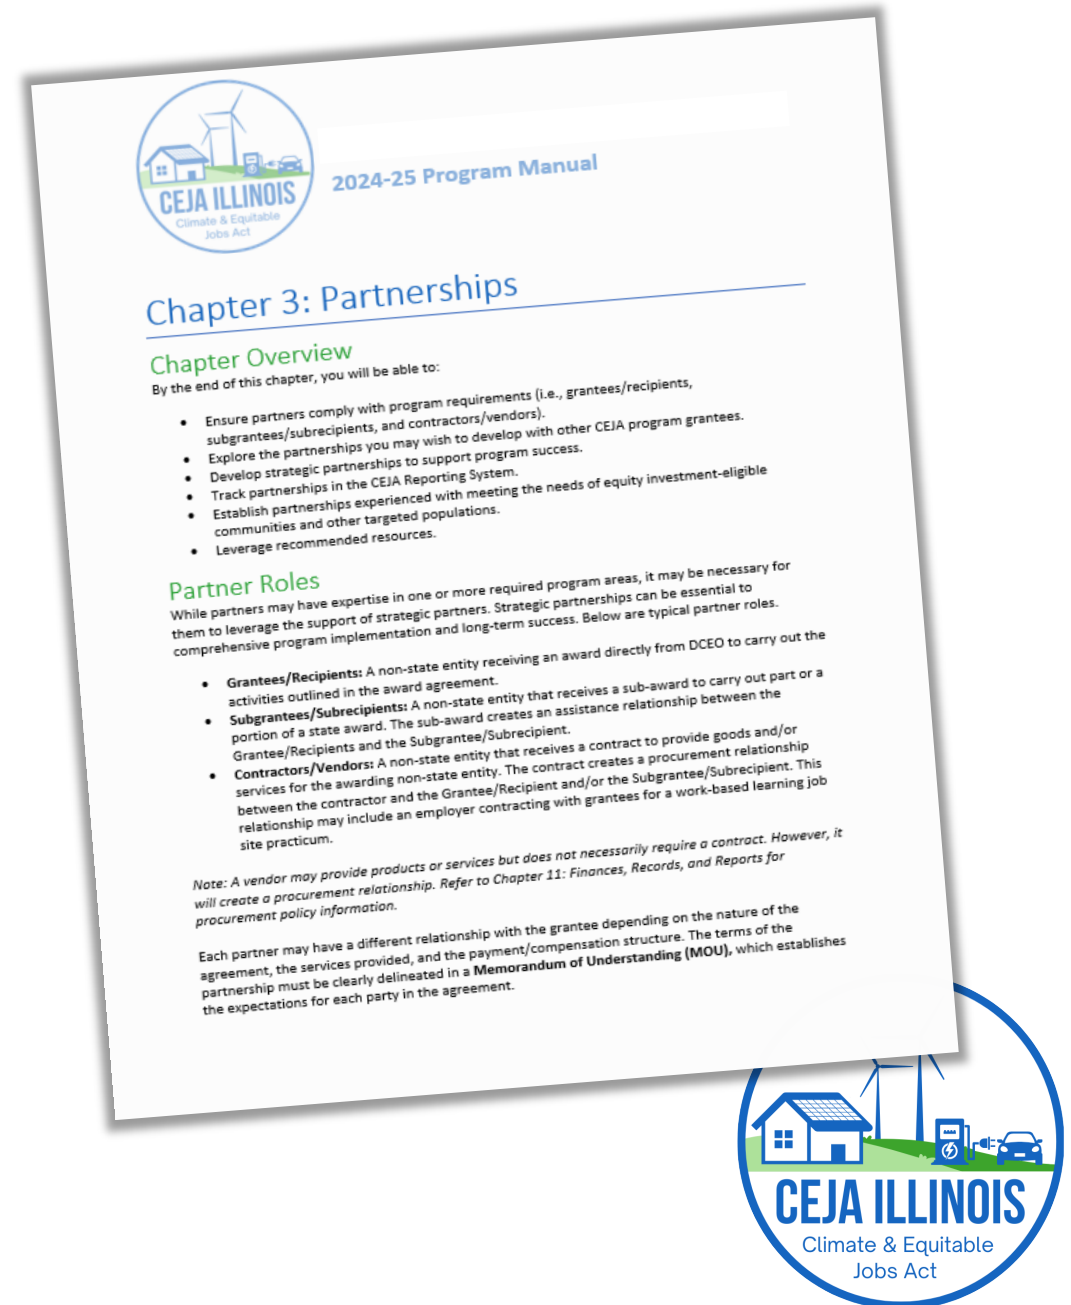 CEJA ILLINOIS
Climate & Equitable
Jobs Act
2024-25 Program Manual
Chapter 3: Partnerships
Chapter Overview
By the end of this chapter, you will be able to:
• Ensure partners comply with program requirements (i.e., grantees/recipients,
subgrantees/subrecipients, and contractors/vendors).
• Explore the partnerships you may wish to develop with other CEJA program grantees.
• Develop strategic partnerships to support program success.
• Track partnerships in the CEJA Reporting System.
• Establish partnerships experienced with meeting the needs of equity investment-eligible
communities and other targeted populations.
• Leverage recommended resources.
Partner Roles
While partners may have expertise in one or more required program areas, it may be necessary for
them to leverage the support of strategic partners. Strategic partnerships can be essential to
comprehensive program implementation and long-term success. Below are typical partner roles.
• Grantees/Recipients: A non-state entity receiving an award directly from DCEO to carry out the
activities outlined in the award agreement.
• Subgrantees/Subrecipients: A non-state entity that receives a sub-award to carry out part or a
portion of a state award. The sub-award creates an assistance relationship between the
Grantee/Recipients and the Subgrantee/Subrecipient.
• Contractors/Vendors: A non-state entity that receives a contract to provide goods and/or
services for the awarding non-state entity. The contract creates a procurement relationship
between the contractor and the Grantee/Recipient and/or the Subgrantee/Subrecipient. This
relationship may include an employer contracting with grantees for a work-based learning job
site practicum.
Note: A vendor may provide products or services but does not necessarily require a contract. However, it
will create a procurement relationship. Refer to Chapter 11: Finances, Records, and Reports for
procurement policy information.
Each partner may have a different relationship with the grantee depending on the nature of the
agreement, the services provided, and the payment/compensation structure. The terms of the
partnership must be clearly delineated in a Memorandum of Understanding (MOU), which establishes
the expectations for each party in the agreement.
CEJA ILLINOIS
Climate & Equitable
Jobs Act